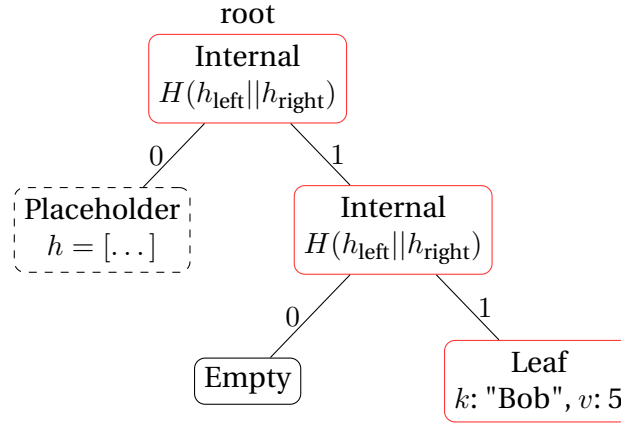 root
Internal
H(h_left||h_right)
0
1
Placeholder
h = [...]
Internal
H(h_left||h_right)
0
1
Empty
Leaf
k: "Bob", v: 5